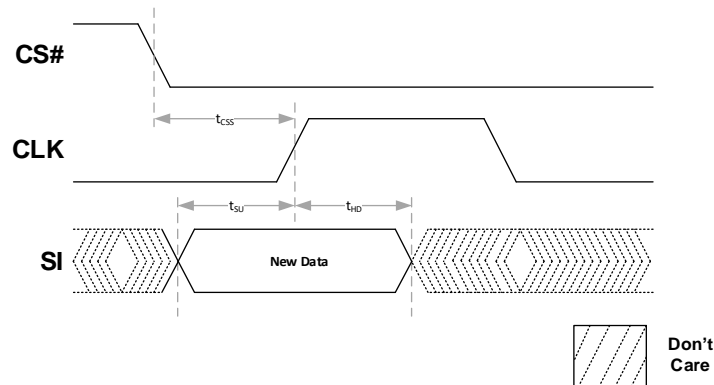 CS#
tCSS
CLK
tSU
tHD
SI
New Data
Don't
Care